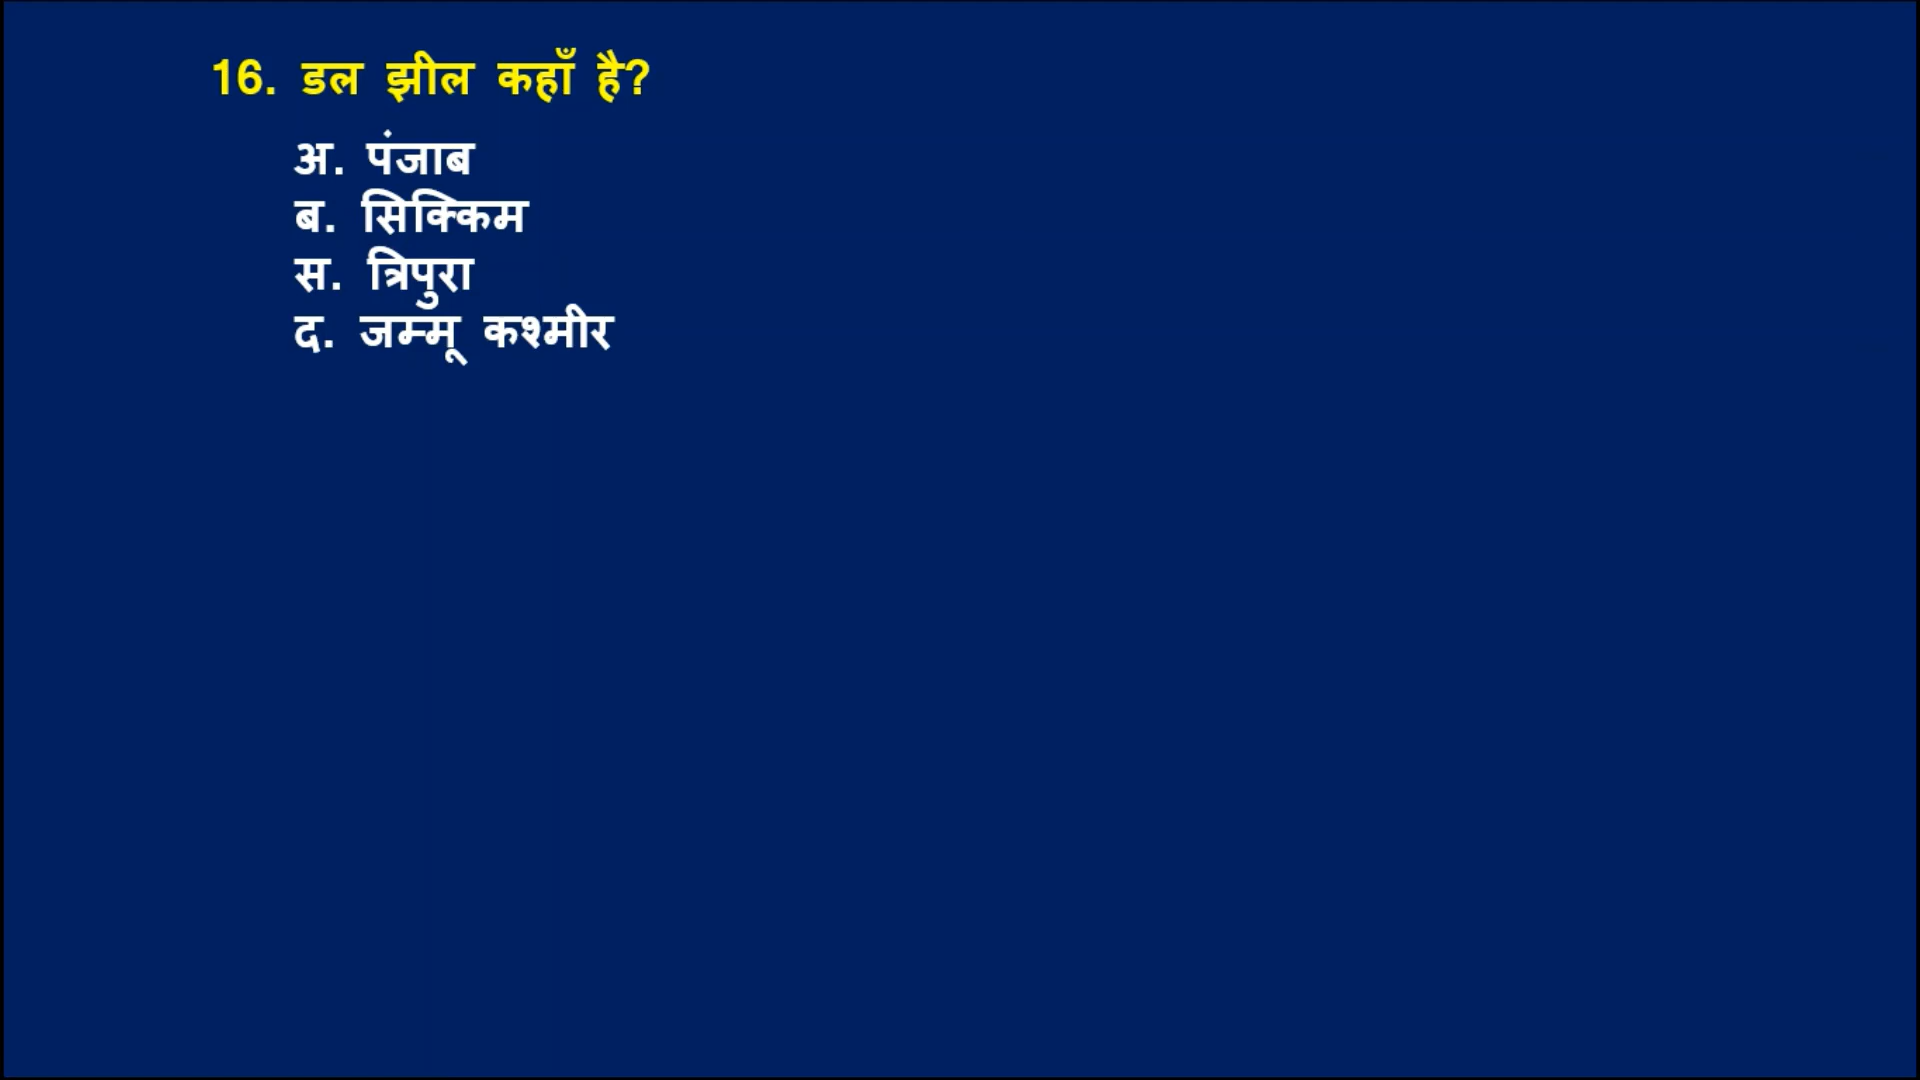 16. डल झील कहाँ है?
अ. पंजाब
ब. सिक्किम
स. त्रिपुरा
द. जम्मू कश्मीर